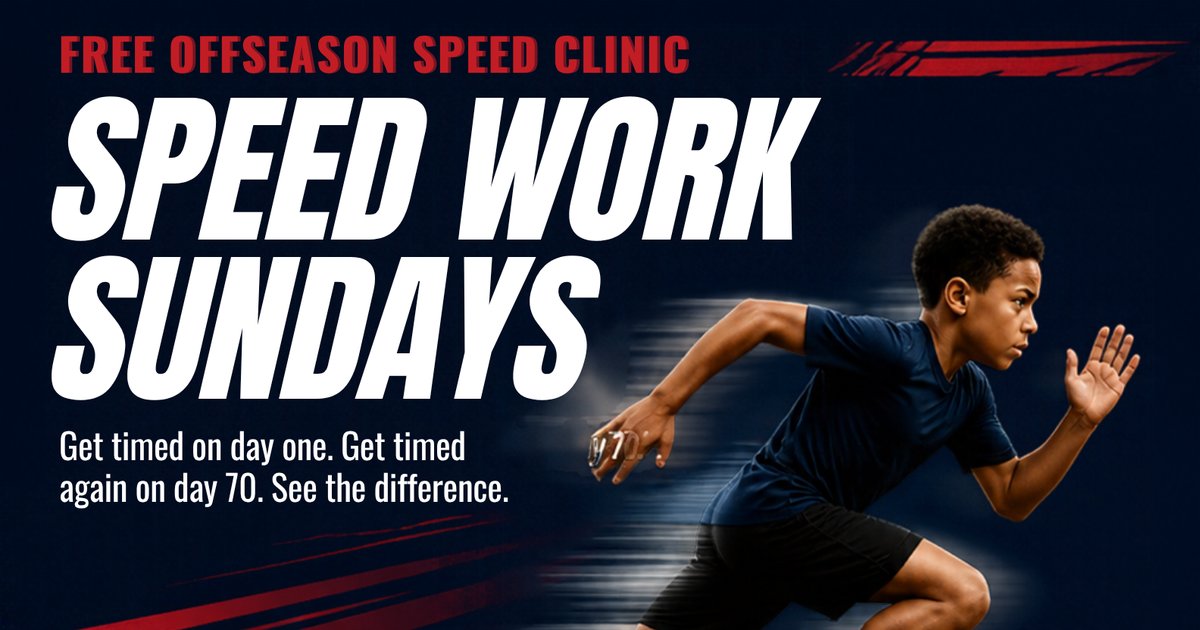 FREE OFFSEASON SPEED CLINIC
SPEED WORK
SUNDAYS
Get timed on day one. Get timed
again on day 70. See the difference.